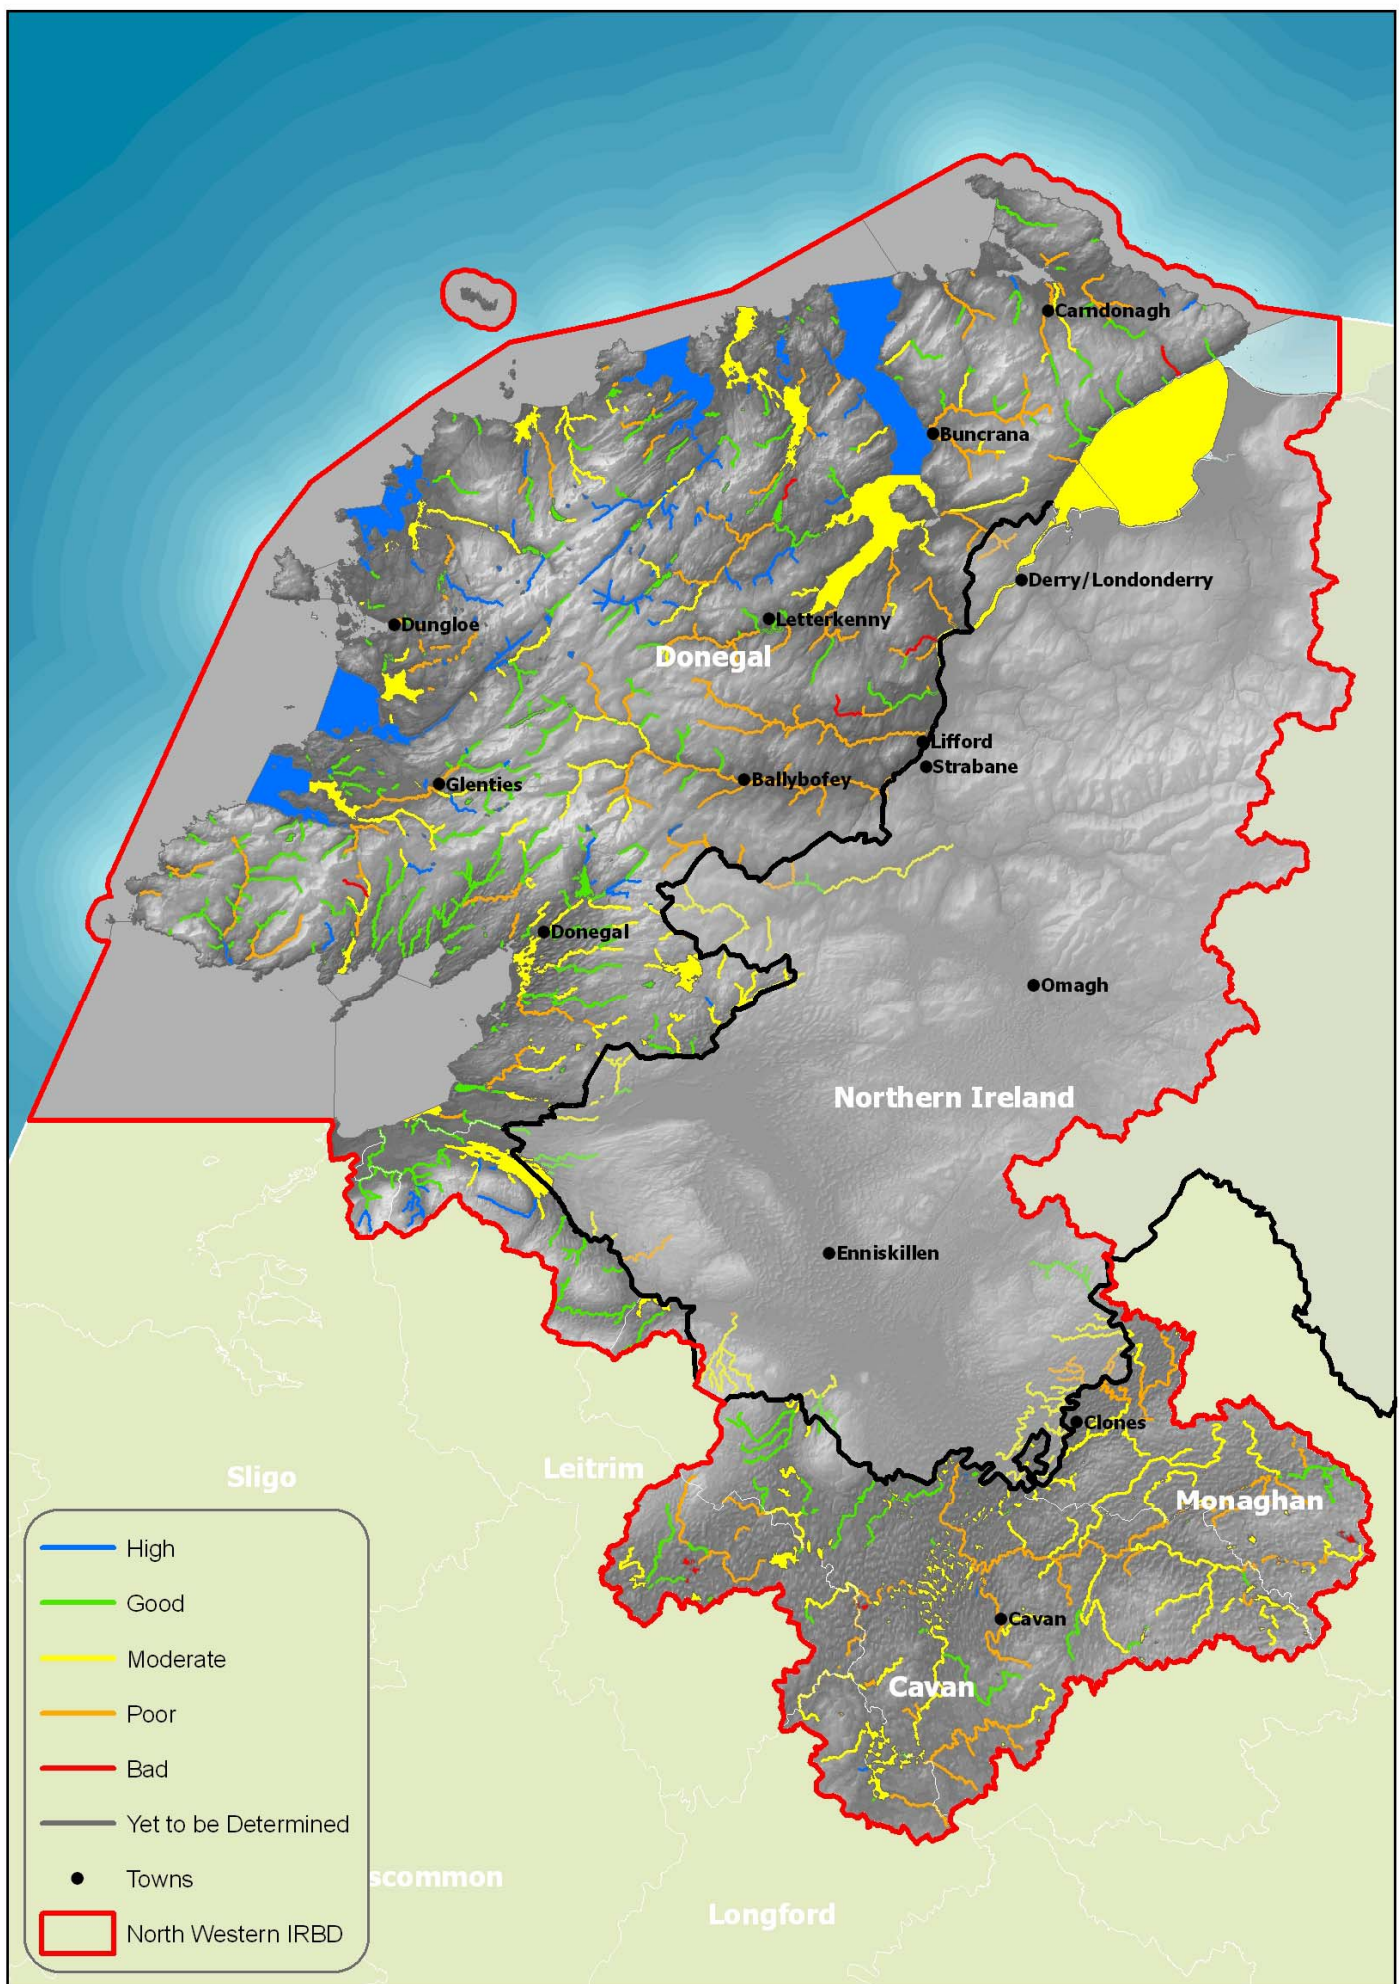 Carndonagh
Buncrana
Derry/Londonderry
Dungloe
Letterkenny
Donegal
Lifford
Strabane
Glenties
Ballybofey
Donegal
Omagh
Northern Ireland
Enniskillen
Clones
Sligo
Leitrim
Monaghan
Cavan
Cavan
scommon
Longford
High
Good
Moderate
Poor
Bad
Yet to be Determined
Towns
North Western IRBD